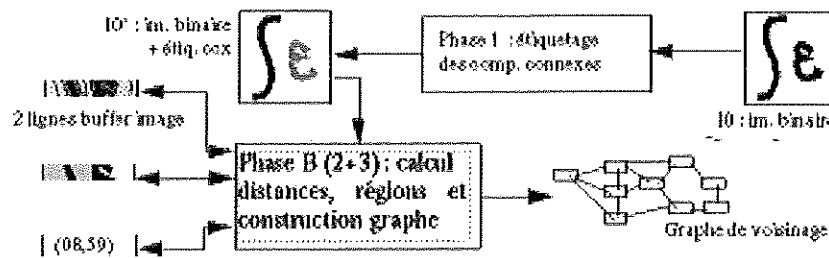 I0' : im. binaire
+ étiq. cox
Phase 1 : étiquetage
des comp. connexes
2 lignes buffer image
I0 : im. binaire
Phase B (2+3) : calcul
distances, régions et
construction graphe
(08,59)
Graphe de voisinage